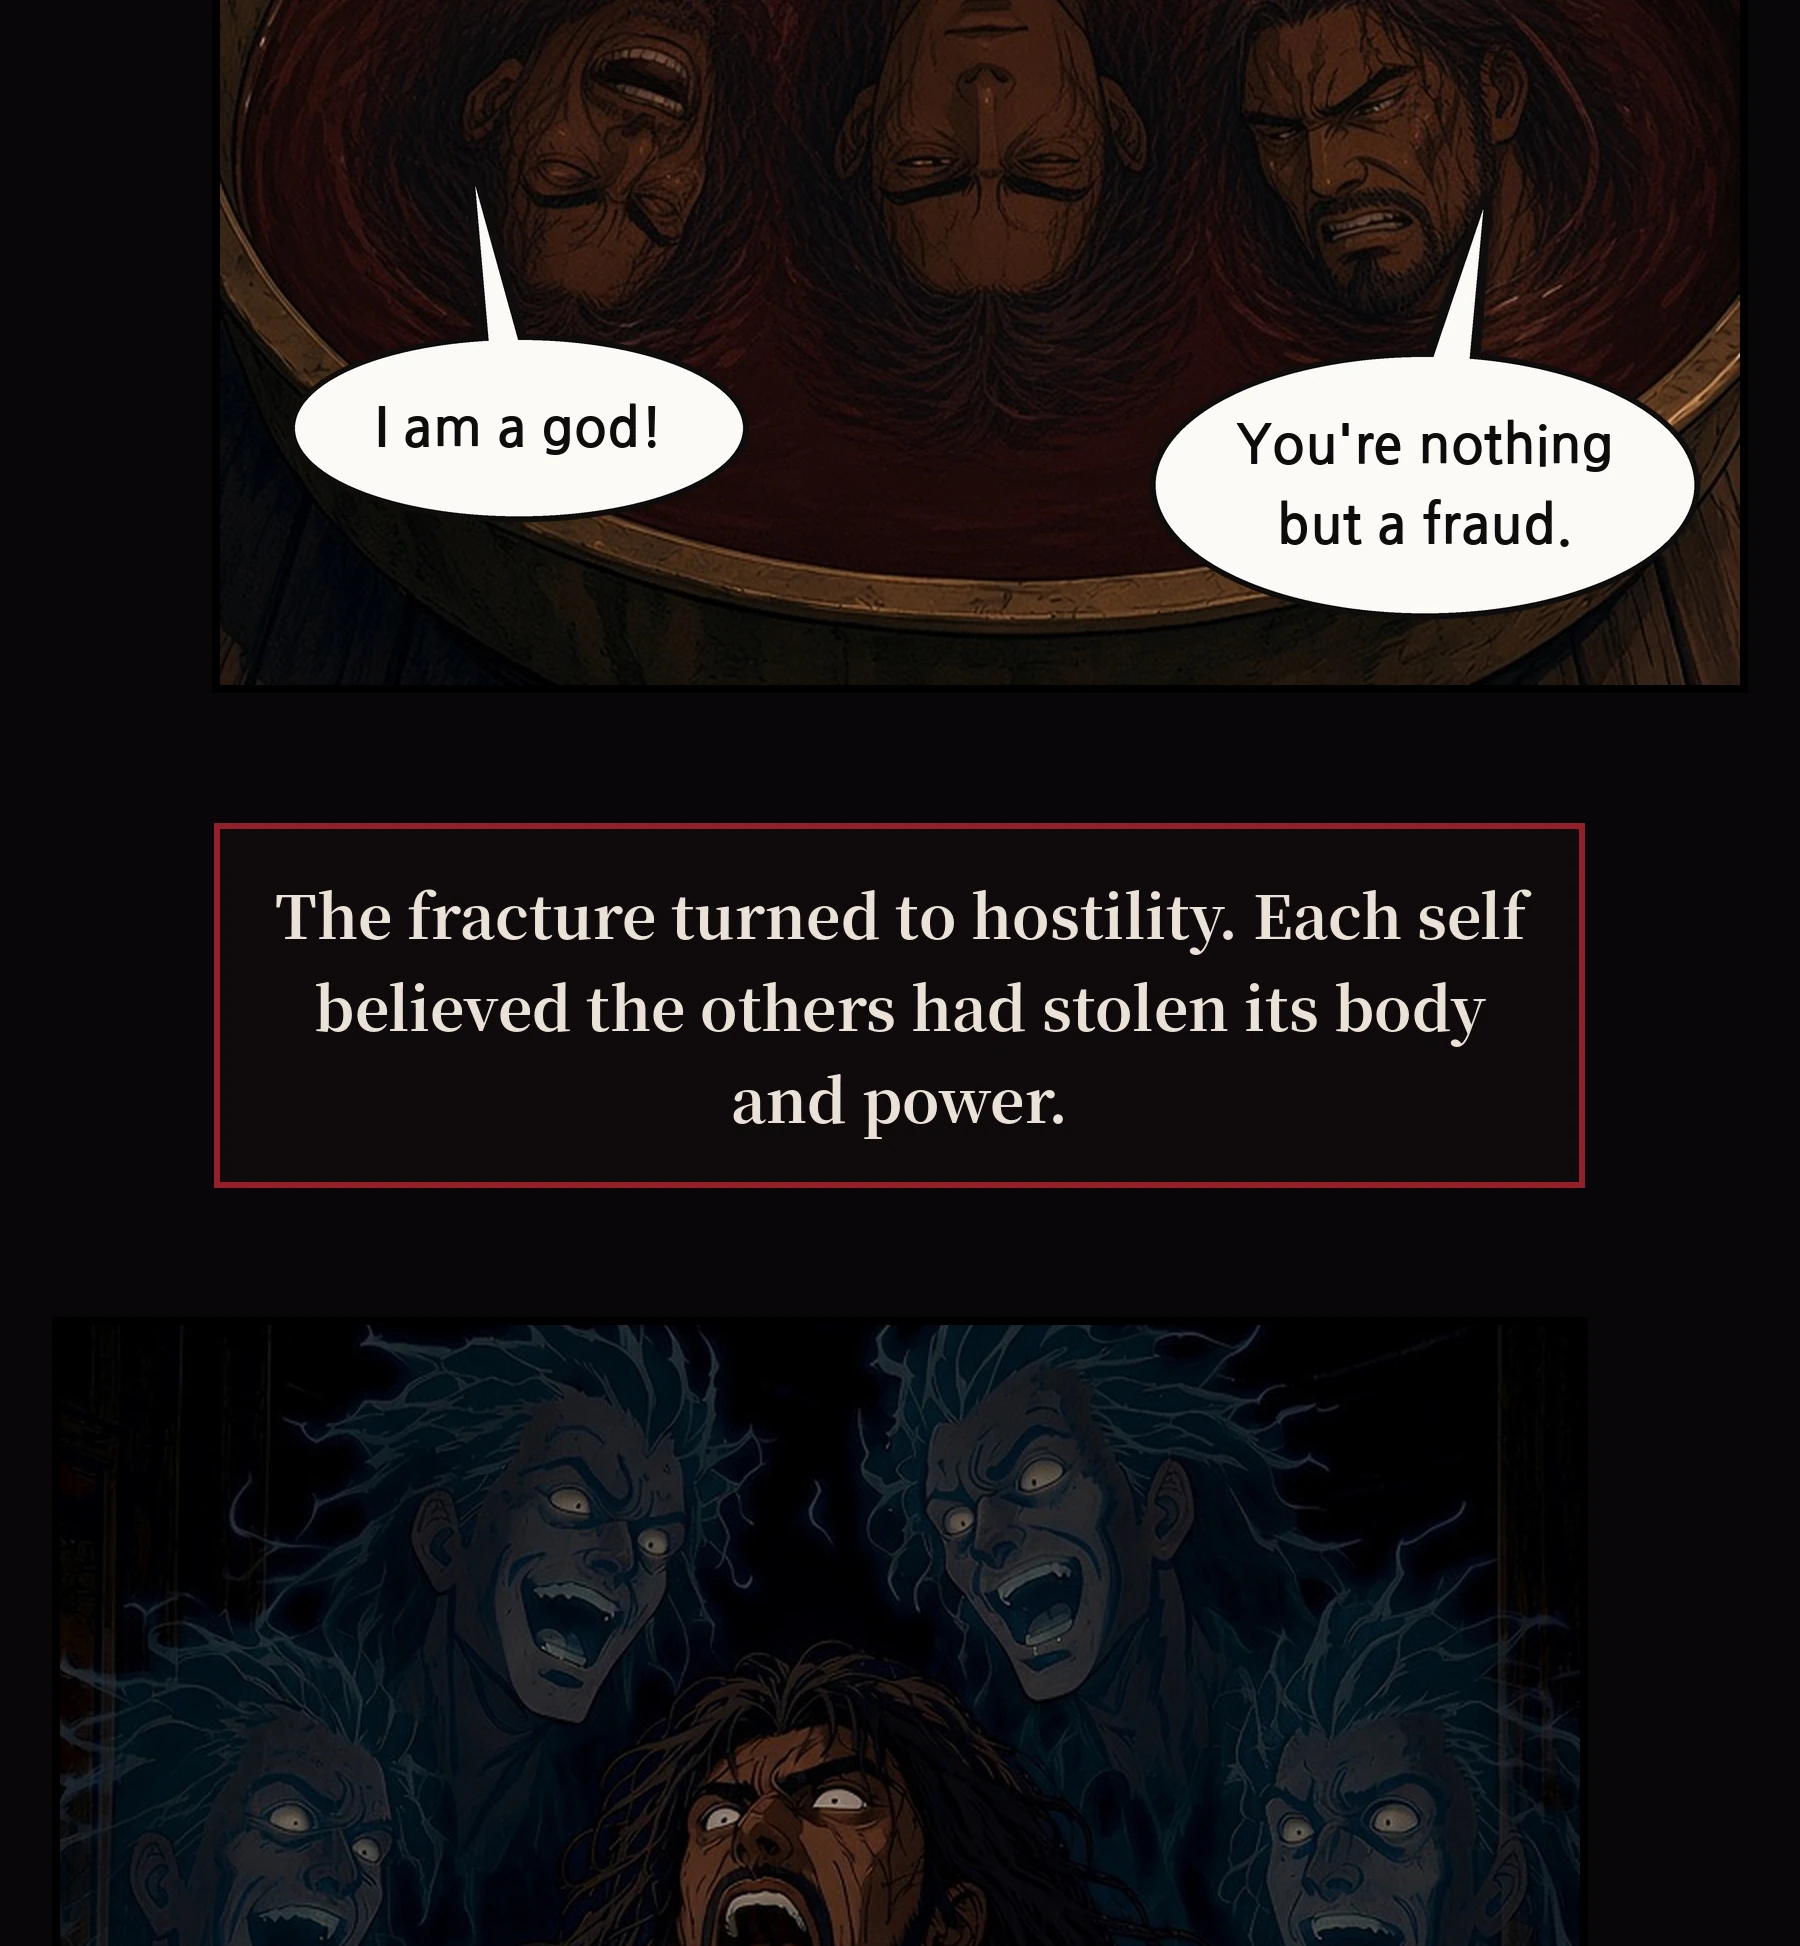 I am a god!
You're nothing
but a fraud.
The fracture turned to hostility. Each self
believed the others had stolen its body
and power.